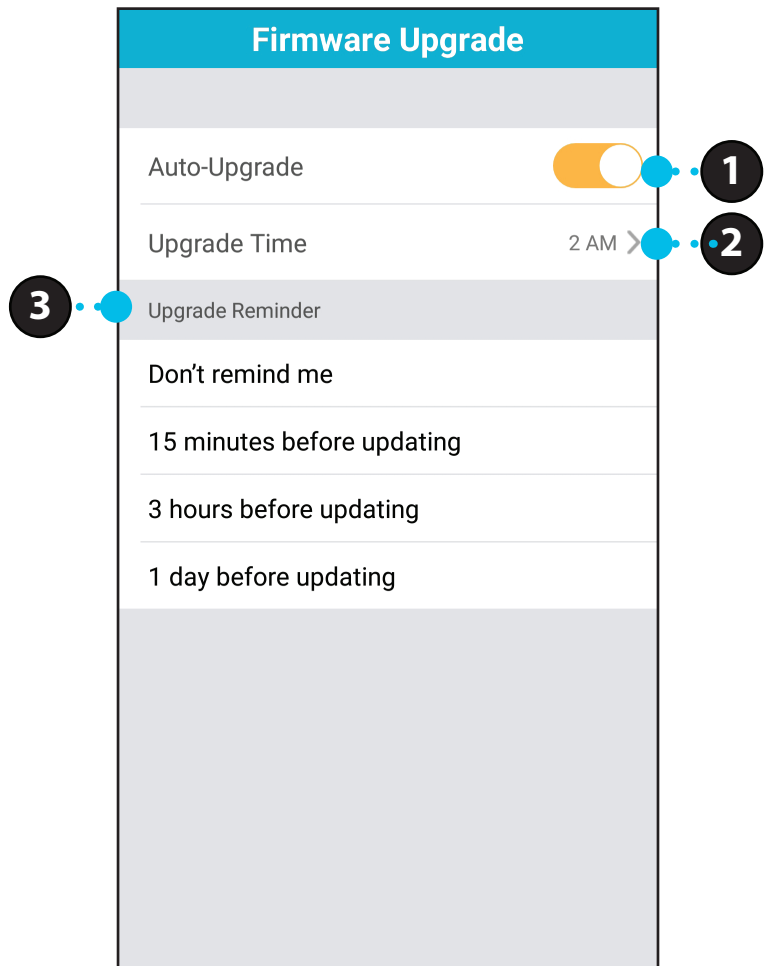 Firmware Upgrade
Auto-Upgrade
1
Upgrade Time
2 AM
2
3
Upgrade Reminder
Don’t remind me
15 minutes before updating
3 hours before updating
1 day before updating